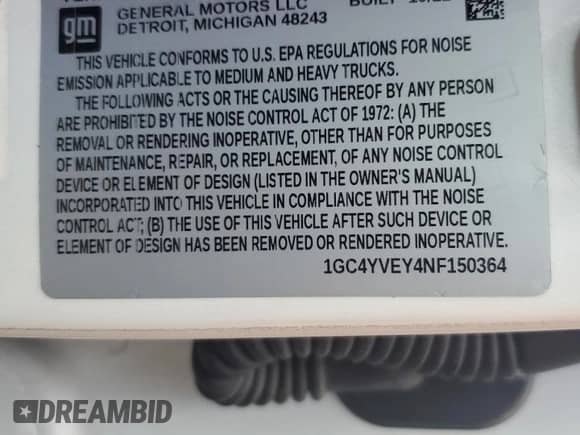 GENERAL MOTORS LLC
DETROIT, MICHIGAN 48243
gm
THIS VEHICLE CONFORMS TO U.S. EPA REGULATIONS FOR NOISE
EMISSION APPLICABLE TO MEDIUM AND HEAVY TRUCKS.
THE FOLLOWING ACTS OR THE CAUSING THEREOF BY ANY PERSON
ARE PROHIBITED BY THE NOISE CONTROL ACT OF 1972: (A) THE
REMOVAL OR RENDERING INOPERATIVE, OTHER THAN FOR PURPOSES
OF MAINTENANCE, REPAIR, OR REPLACEMENT, OF ANY NOISE CONTROL
DEVICE OR ELEMENT OF DESIGN (LISTED IN THE OWNER'S MANUAL)
INCORPORATED INTO THIS VEHICLE IN COMPLIANCE WITH THE NOISE
CONTROL ACT; (B) THE USE OF THIS VEHICLE AFTER SUCH DEVICE OR
ELEMENT OF DESIGN HAS BEEN REMOVED OR RENDERED INOPERATIVE.
1GC4YVEY4NF150364
DREAMBID